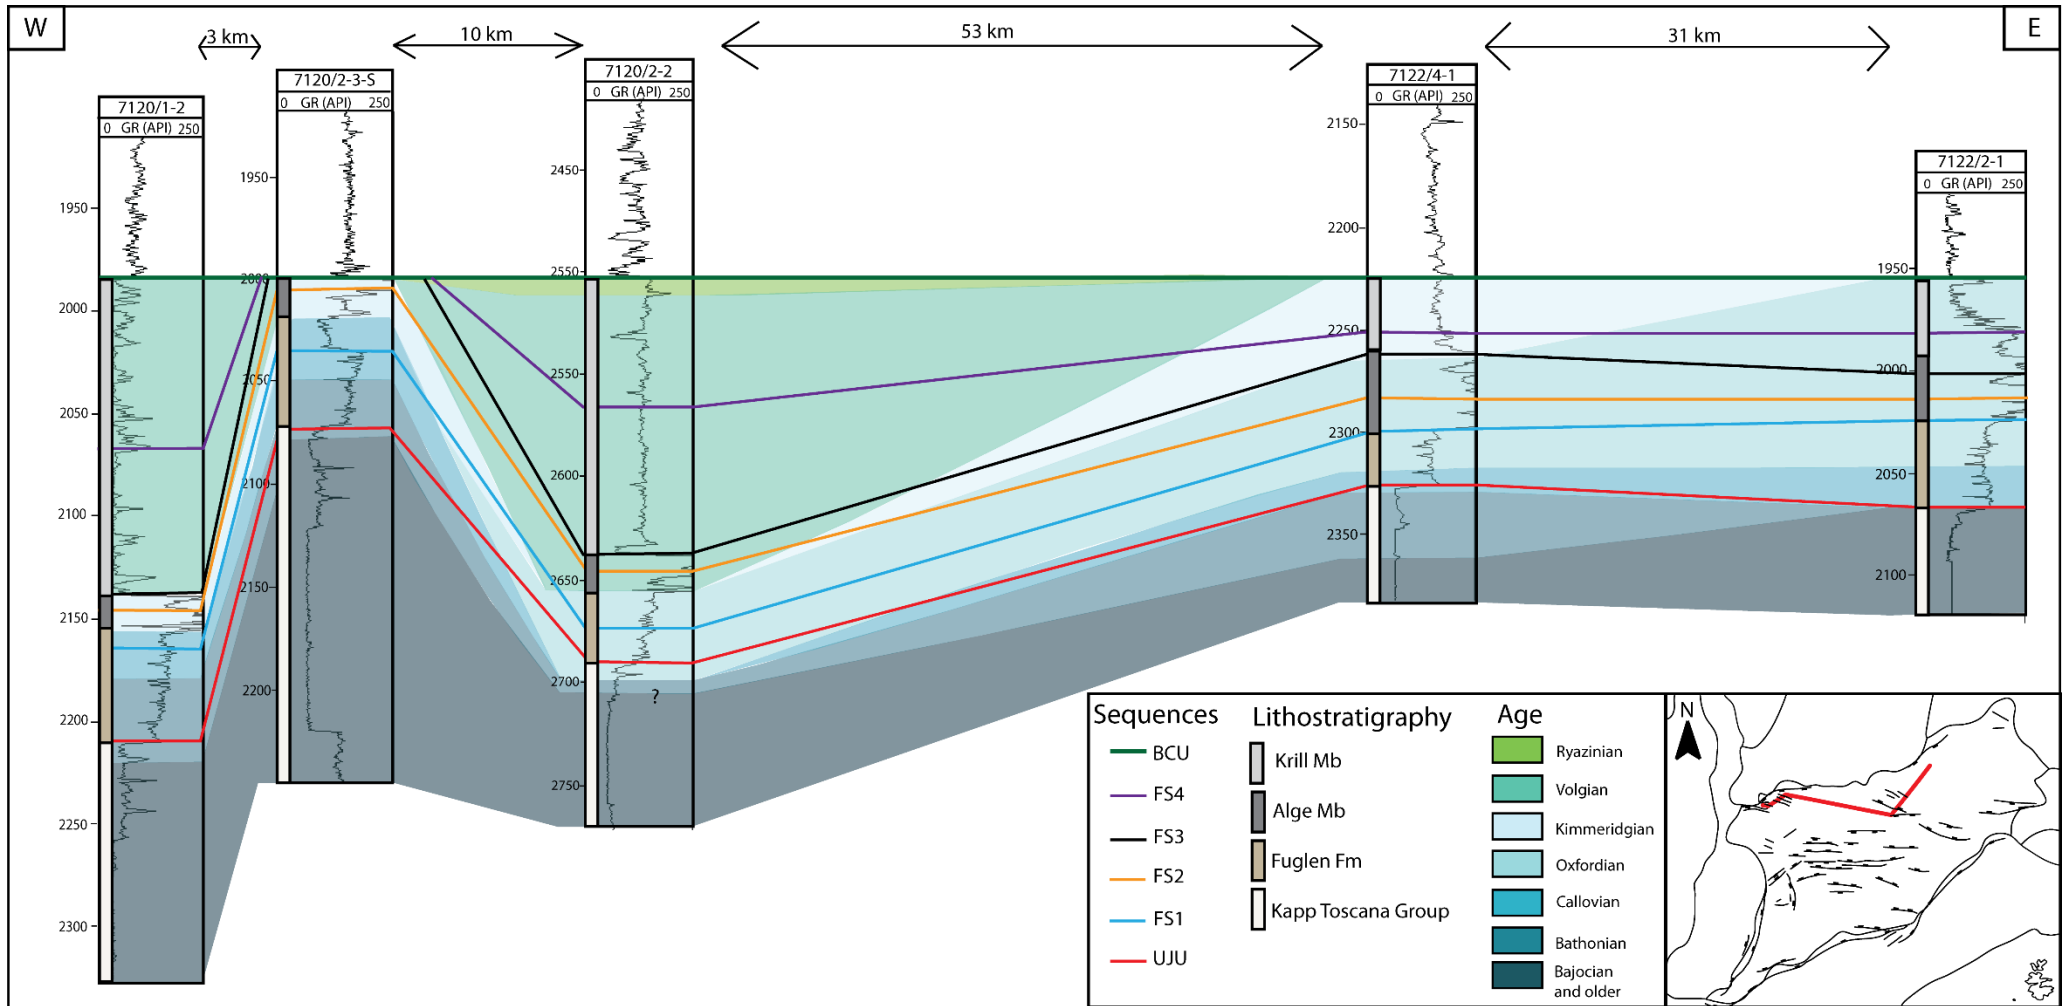 W
3 km
10 km
53 km
31 km
E
7120/1-2
0 GR (API) 250
1950
2000
2050
2100
2150
2200
2250
2300
7120/2-3-S
0 GR (API) 250
1950
2000
2050
2100
2150
2200
7120/2-2
0 GR (API) 250
2450
2550
2550
2600
2650
2700
2750
?
7122/4-1
0 GR (API) 250
2150
2200
2250
2300
2350
7122/2-1
0 GR (API) 250
1950
2000
2050
2100
Sequences
BCU
FS4
FS3
FS2
FS1
UJU
Lithostratigraphy
Krill Mb
Alge Mb
Fuglen Fm
Kapp Toscana Group
Age
Ryazinian
Volgian
Kimmeridgian
Oxfordian
Callovian
Bathonian
Bajocian
and older
N